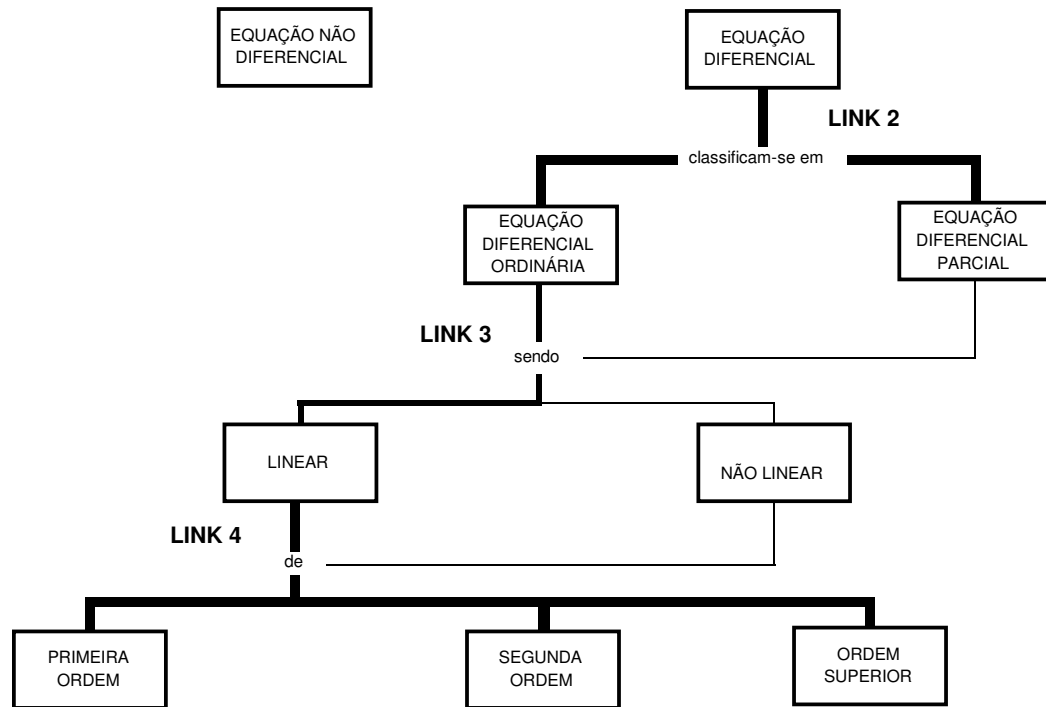 EQUAÇÃO NÃO
DIFERENCIAL
EQUAÇÃO
DIFERENCIAL
LINK 2
classificam-se em
EQUAÇÃO
DIFERENCIAL
ORDINÁRIA
EQUAÇÃO
DIFERENCIAL
PARCIAL
LINK 3
sendo
LINEAR
NÃO LINEAR
LINK 4
de
PRIMEIRA
ORDEM
SEGUNDA
ORDEM
ORDEM
SUPERIOR